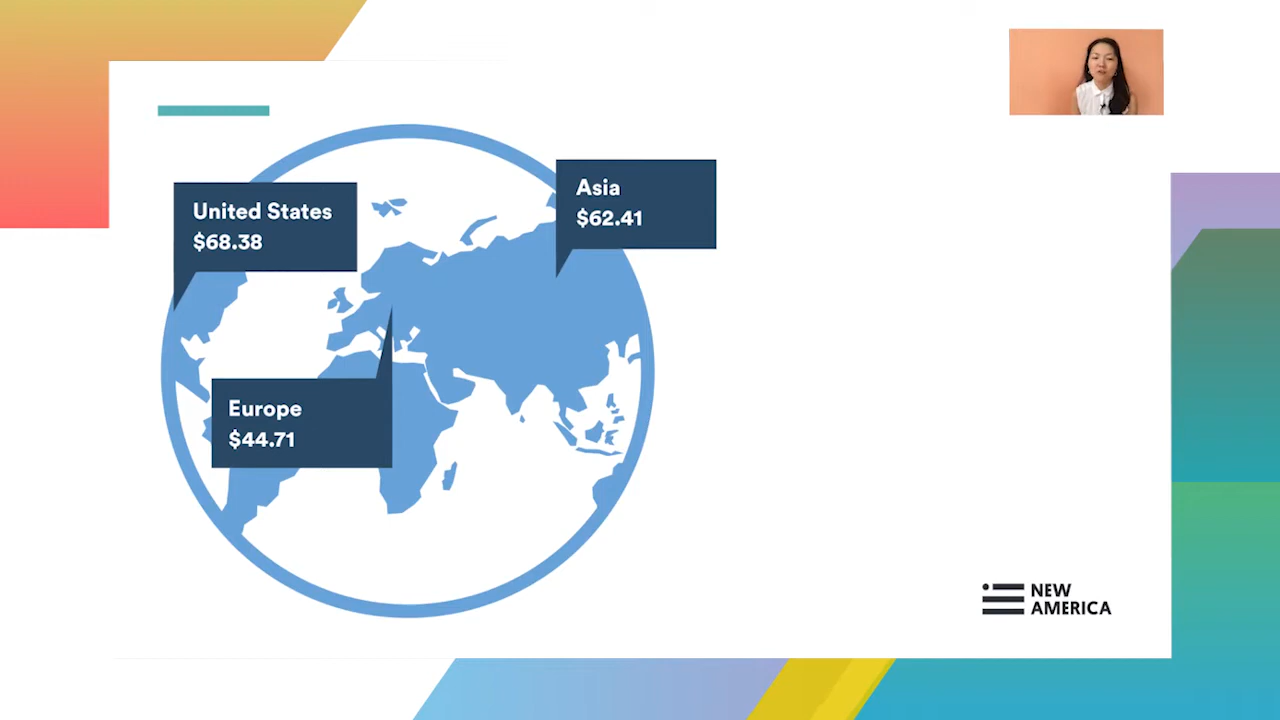 United States
$68.38
Asia
$62.41
Europe
$44.71
NEW
AMERICA